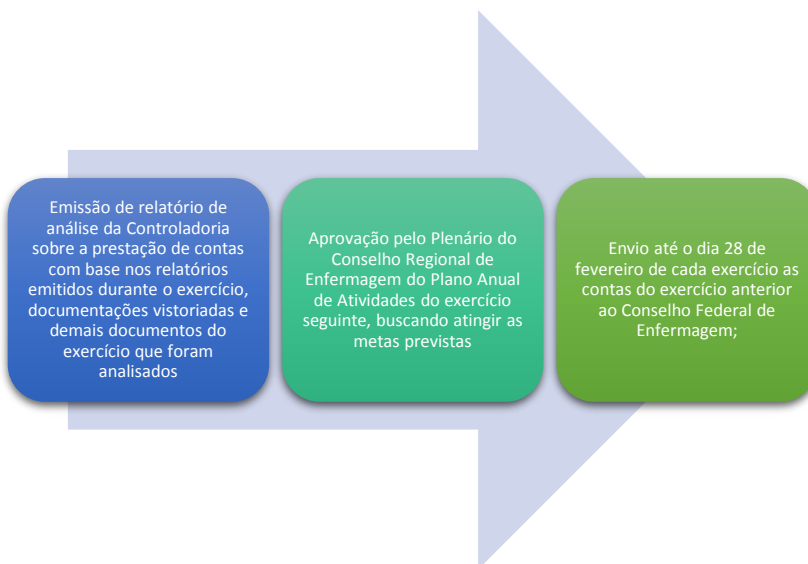 Emissão de relatório de
análise da Controladoria
sobre a prestação de contas
com base nos relatórios
emitidos durante o exercício,
documentações vistoriadas e
demais documentos do
exercício que foram
analisados
Aprovação pelo Plenário do
Conselho Regional de
Enfermagem do Plano Anual
de Atividades do exercício
seguinte, buscando atingir as
metas previstas
Envio até o dia 28 de
fevereiro de cada exercício as
contas do exercício anterior
ao Conselho Federal de
Enfermagem;